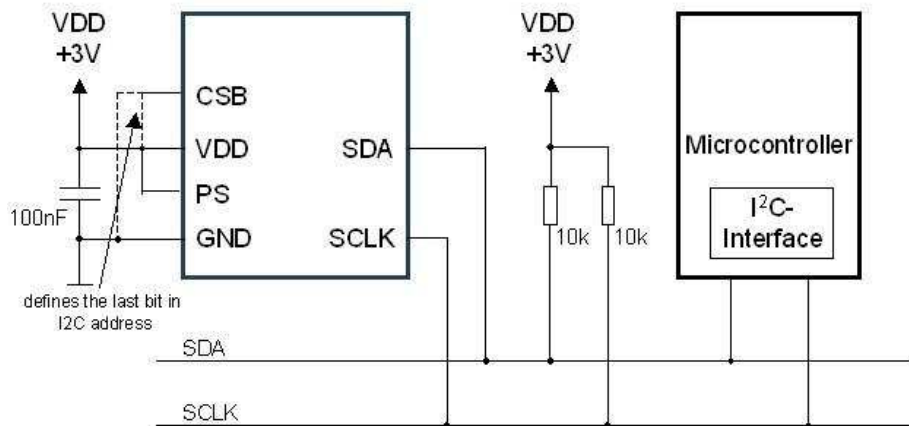 VDD
+3V
CSB
VDD
PS
GND
SDA
SCLK
100nF
defines the last bit in
I2C address
VDD
+3V
10k
10k
Microcontroller
I²C-
Interface
SDA
SCLK